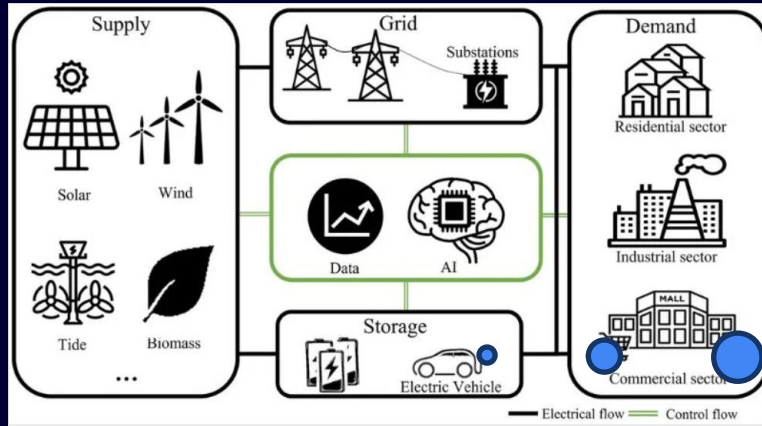 Supply
Solar
Wind
Tide
Biomass
...
Grid
Substations
Data
AI
Storage
Electric Vehicle
Demand
Residential sector
Industrial sector
MALL
Commercial sector
Electrical flow
Control flow